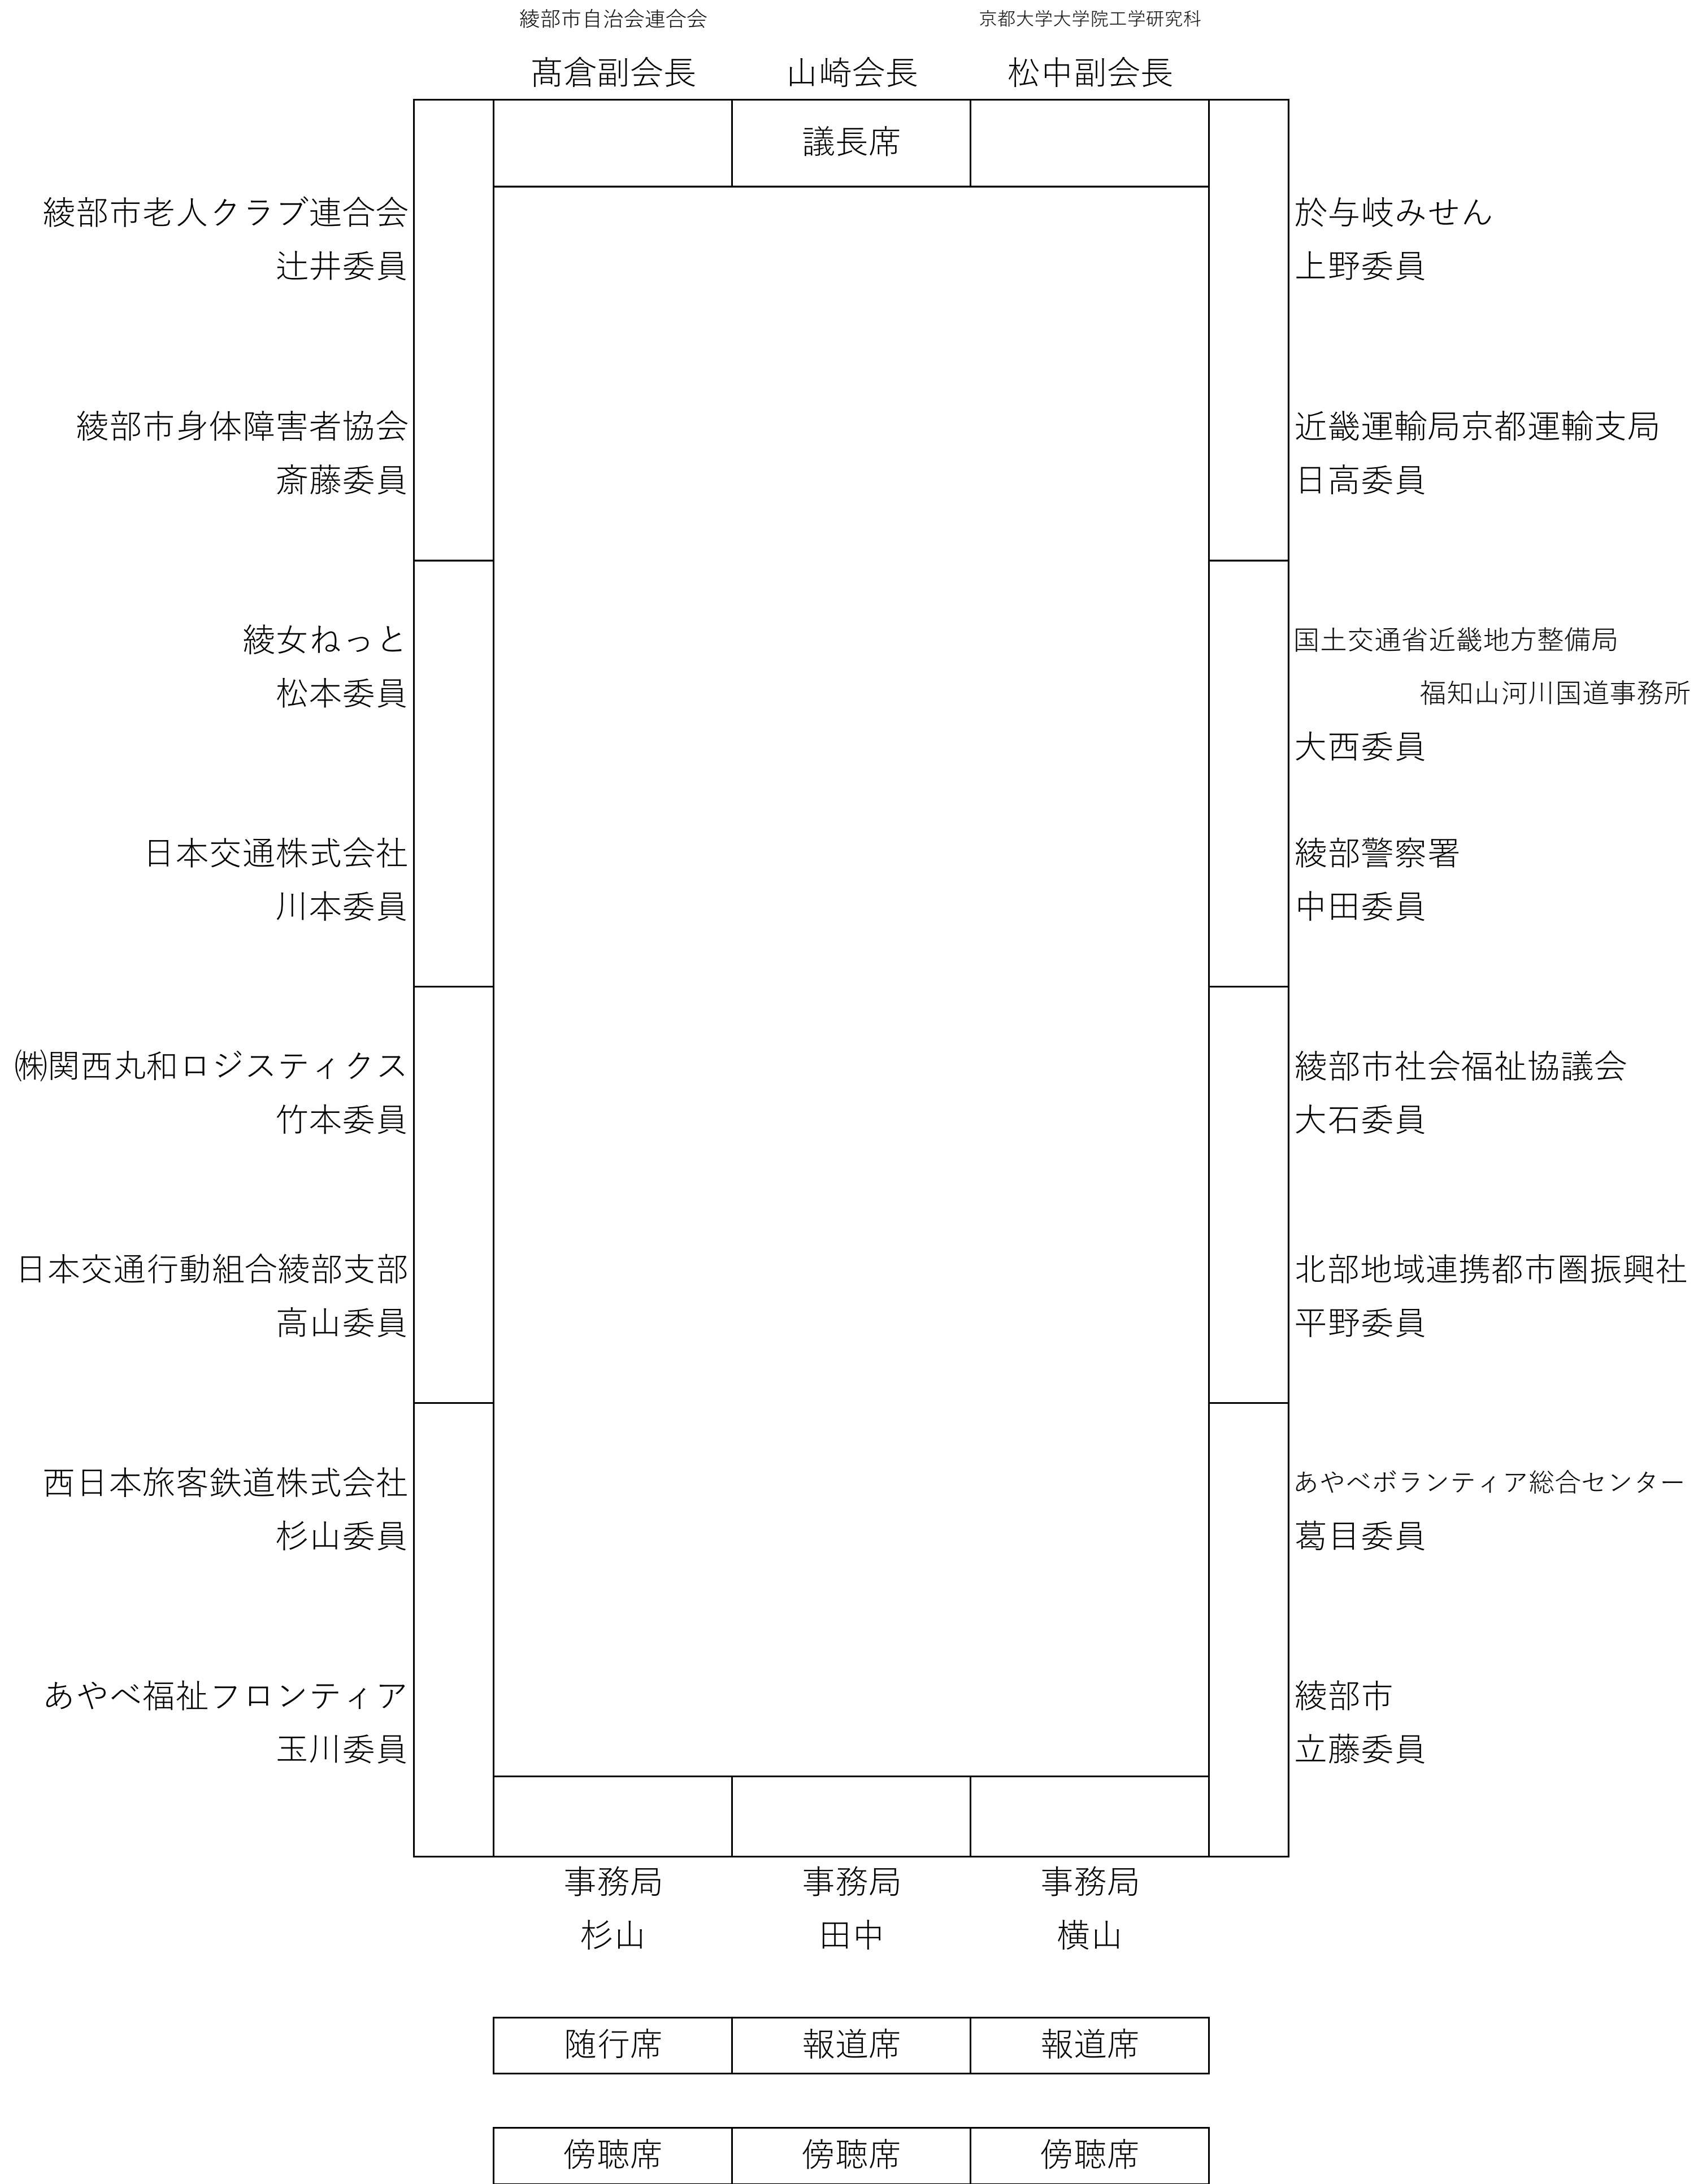 綾部市自治会連合会
京都大学大学院工学研究科
髙倉副会長
山崎会長
松中副会長
議長席
綾部市老人クラブ連合会
辻井委員
於与岐みせん
上野委員
綾部市身体障害者協会
斎藤委員
近畿運輸局京都運輸支局
日高委員
綾女ねっと
松本委員
国土交通省近畿地方整備局
福知山河川国道事務所
大西委員
日本交通株式会社
川本委員
綾部警察署
中田委員
㈱関西丸和ロジスティクス
竹本委員
綾部市社会福祉協議会
大石委員
日本交通行動組合綾部支部
高山委員
北部地域連携都市圏振興社
平野委員
西日本旅客鉄道株式会社
杉山委員
あやべボランティア総合センター
葛目委員
あやべ福祉フロンティア
玉川委員
綾部市
立藤委員
事務局
事務局
事務局
杉山
田中
横山
随行席
報道席
報道席
傍聴席
傍聴席
傍聴席